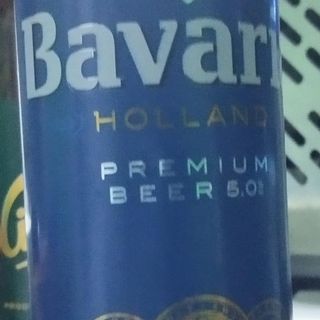 Bavari
HOLLAND
PREMIUM
BEER 5.0%